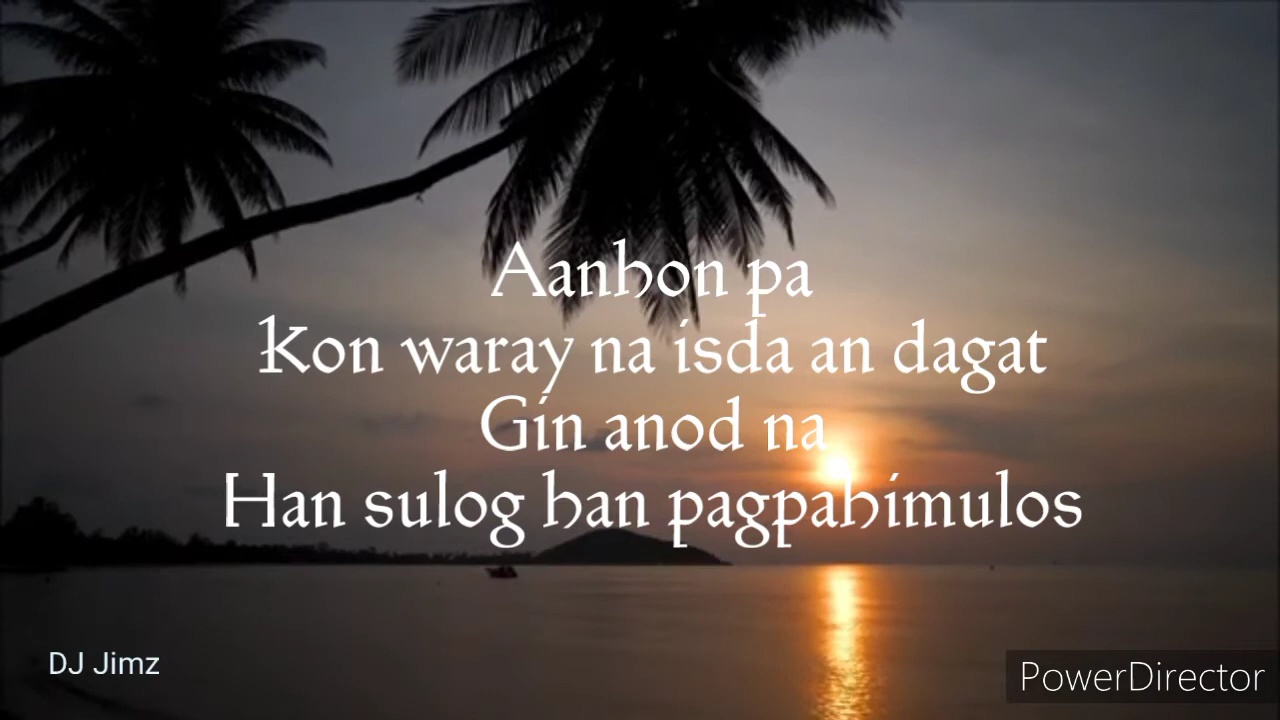 Aanhon pa
Kon waray na isda an dagat
Gin anod na
Han sulog han pagpahimulos
DJ Jimz
PowerDirector